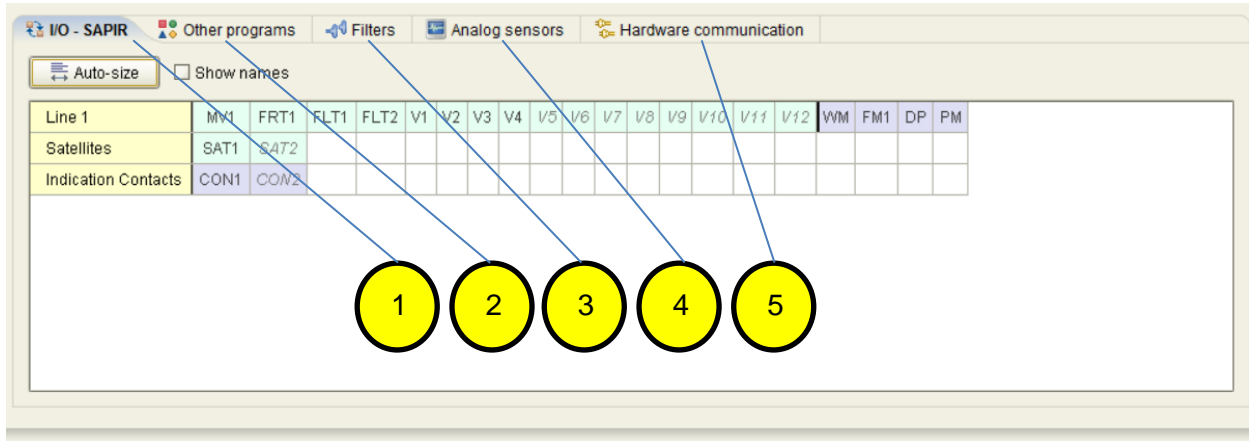 I/O - SAPIR Other programs Filters Analog sensors Hardware communication
Auto-size Show names
Line 1 MV1 FRT1 FLT1 FLT2 V1 V2 V3 V4 V5 V6 V7 V8 V9 V10 V11 V12 WM FM1 DP PM
Satellites SAT1 SAT2
Indication Contacts CON1 CON2
1 2 3 4 5